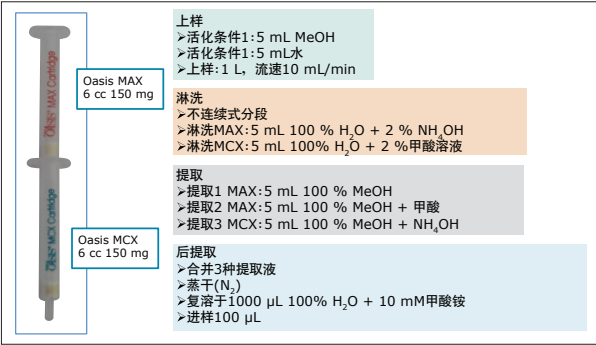 Oasis MAX Cartridge
Oasis MAX
6 cc 150 mg
Oasis MCX Cartridge
Oasis MCX
6 cc 150 mg
上样
➢活化条件1:5 mL MeOH
➢活化条件1:5 mL水
➢上样:1 L，流速10 mL/min
淋洗
➢不连续式分段
➢淋洗MAX:5 mL 100 % H₂O + 2 % NH₄OH
➢淋洗MCX:5 mL 100% H₂O + 2 %甲酸溶液
提取
➢提取1 MAX:5 mL 100 % MeOH
➢提取2 MAX:5 mL 100 % MeOH + 甲酸
➢提取3 MCX:5 mL 100 % MeOH + NH₄OH
后提取
➢合并3种提取液
➢蒸干(N₂)
➢复溶于1000 µL 100% H₂O + 10 mM甲酸铵
➢进样100 µL